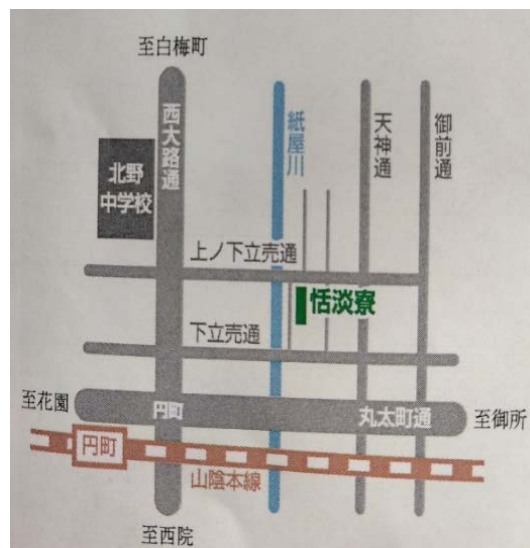 至白梅町
西大路通
紙屋川
天神通
御前通
北野
中学校
上ノ下立売通
恬淡寮
下立売通
至花園
円町
丸太町通
至御所
円町
山陰本線
至西院